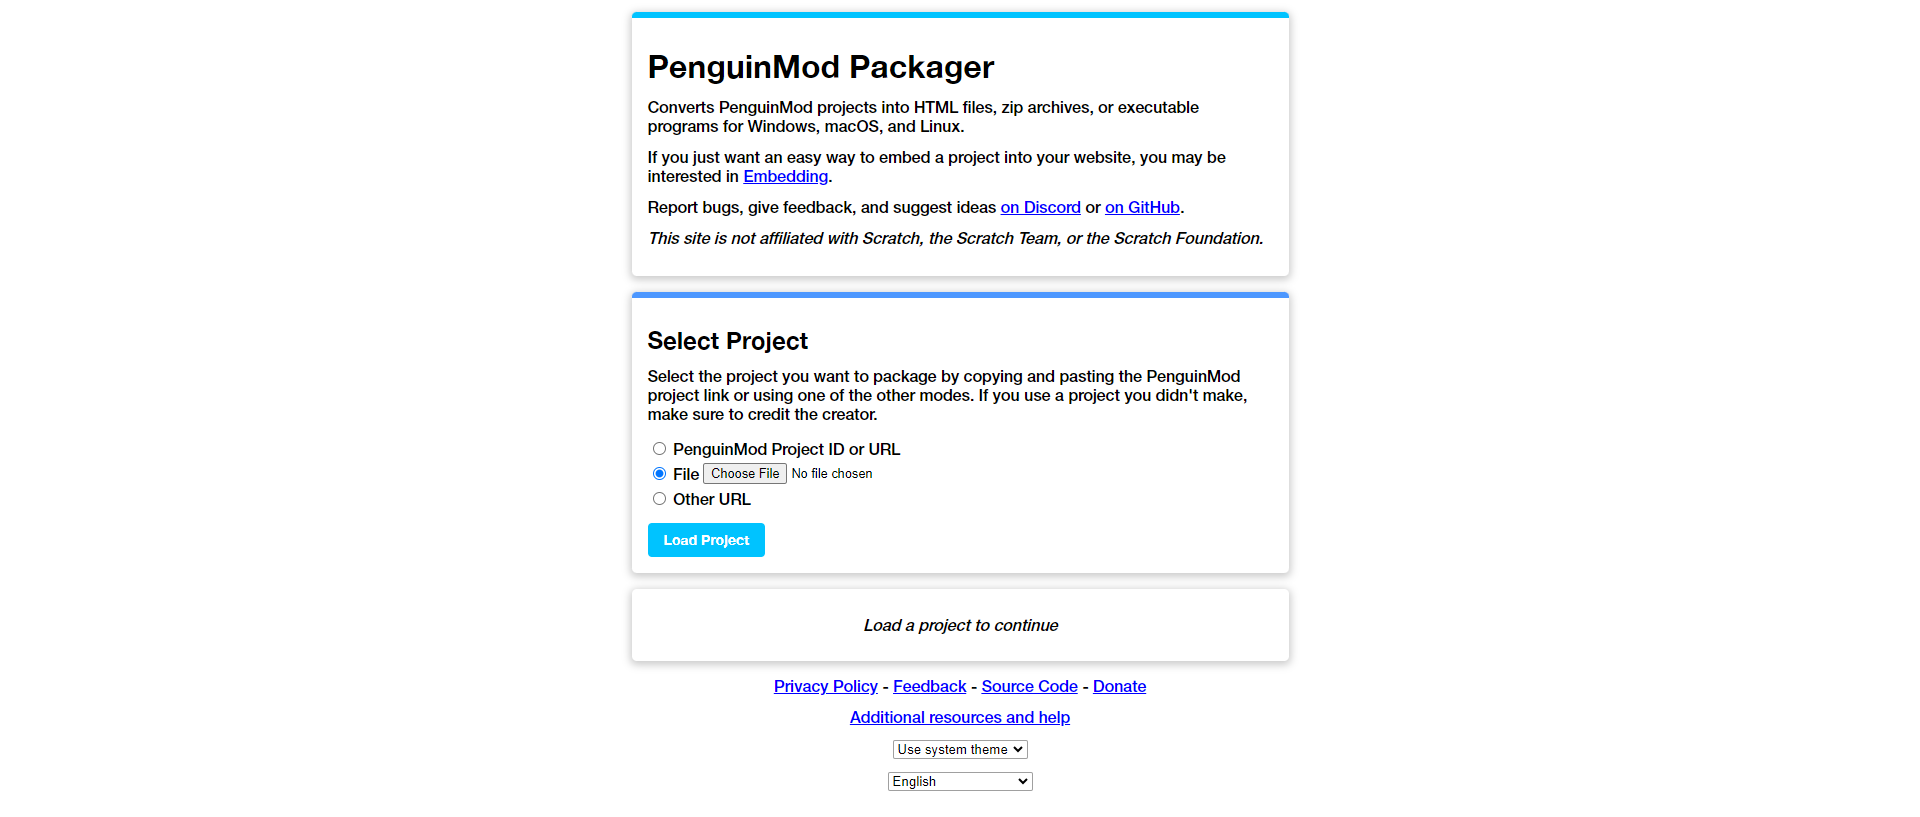 PenguinMod Packager
Converts PenguinMod projects into HTML files, zip archives, or executable
programs for Windows, macOS, and Linux.
If you just want an easy way to embed a project into your website, you may be
interested in Embedding.
Report bugs, give feedback, and suggest ideas on Discord or on GitHub.
This site is not affiliated with Scratch, the Scratch Team, or the Scratch Foundation.
Select Project
Select the project you want to package by copying and pasting the PenguinMod
project link or using one of the other modes. If you use a project you didn't make,
make sure to credit the creator.
PenguinMod Project ID or URL
File Choose File No file chosen
Other URL
Load Project
Load a project to continue
Privacy Policy - Feedback - Source Code - Donate
Additional resources and help
Use system theme
English